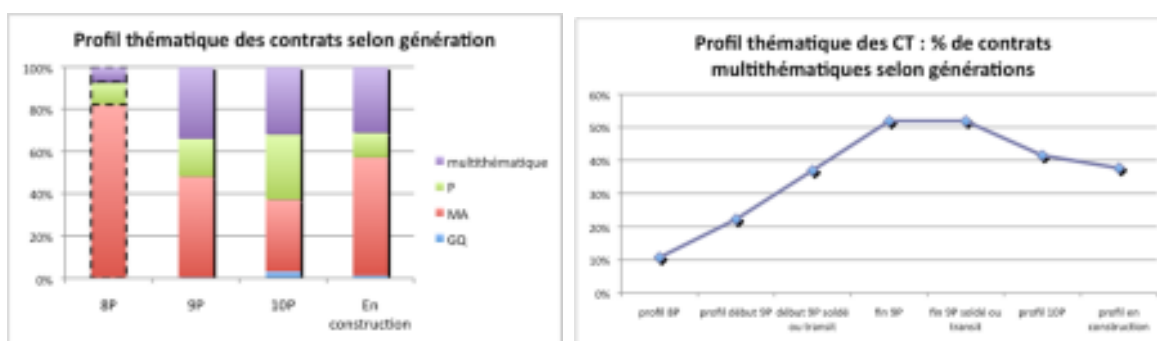 Profil thématique des contrats selon génération
100%
80%
60%
40%
20%
0%
8P
9P
10P
En
construction
multithématique
P
MA
GQ
Profil thématique des CT : % de contrats
multithématiques selon générations
60%
50%
40%
30%
20%
10%
0%
profil 8P
profil début 9P
début 9P soldé
ou transit
fin 9P
fin 9P soldé ou
transit
profil 10P
profil en
construction